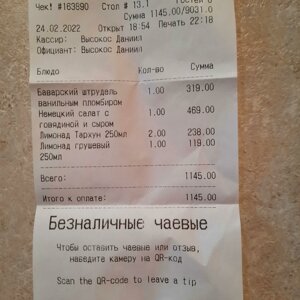 Чек: #163890 Стол # 13.1 Гостей
Сумма 1145.00/9031.0
24.02.2022 Открыт 18:54 Печать 22:18
Кассир: Высокос Даниил
Официант: Высокос Даниил
Блюдо Кол-во Сумма
Баварский штрудель 1.00 319.00
ванильным пломбиром
Немецкий салат с 1.00 469.00
говядиной и сыром
Лимонад Тархун 250мл 2.00 238.00
Лимонад грушевый 1.00 119.00
250мл
Всего: 1145.00
Итого к оплате: 1145.00
Безналичные чаевые
Чтобы оставить чаевые или отзыв,
наведите камеру на QR-код
Scan the QR-code to leave a tip